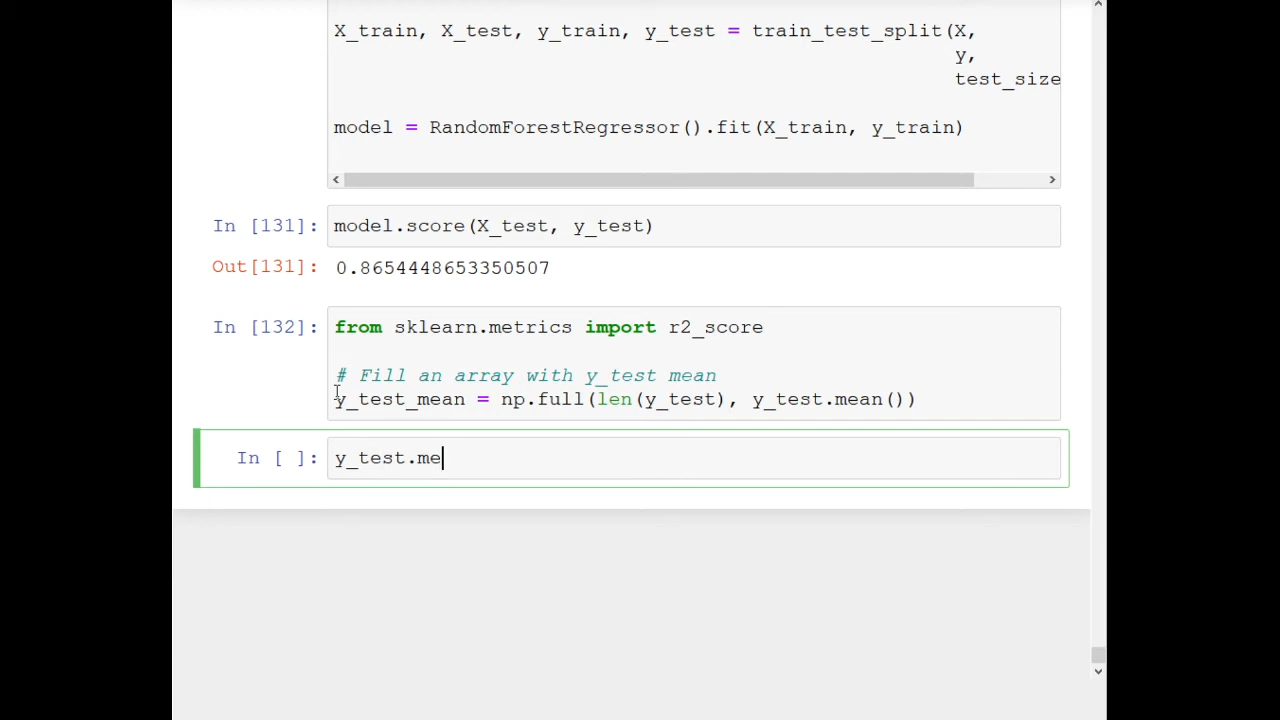 X_train, X_test, y_train, y_test = train_test_split(X,
y,
test_size
model = RandomForestRegressor().fit(X_train, y_train)
In [131]: model.score(X_test, y_test)
Out[131]: 0.8654448653350507
In [132]: from sklearn.metrics import r2_score
# Fill an array with y_test mean
y_test_mean = np.full(len(y_test), y_test.mean())
In [ ]: y_test.me